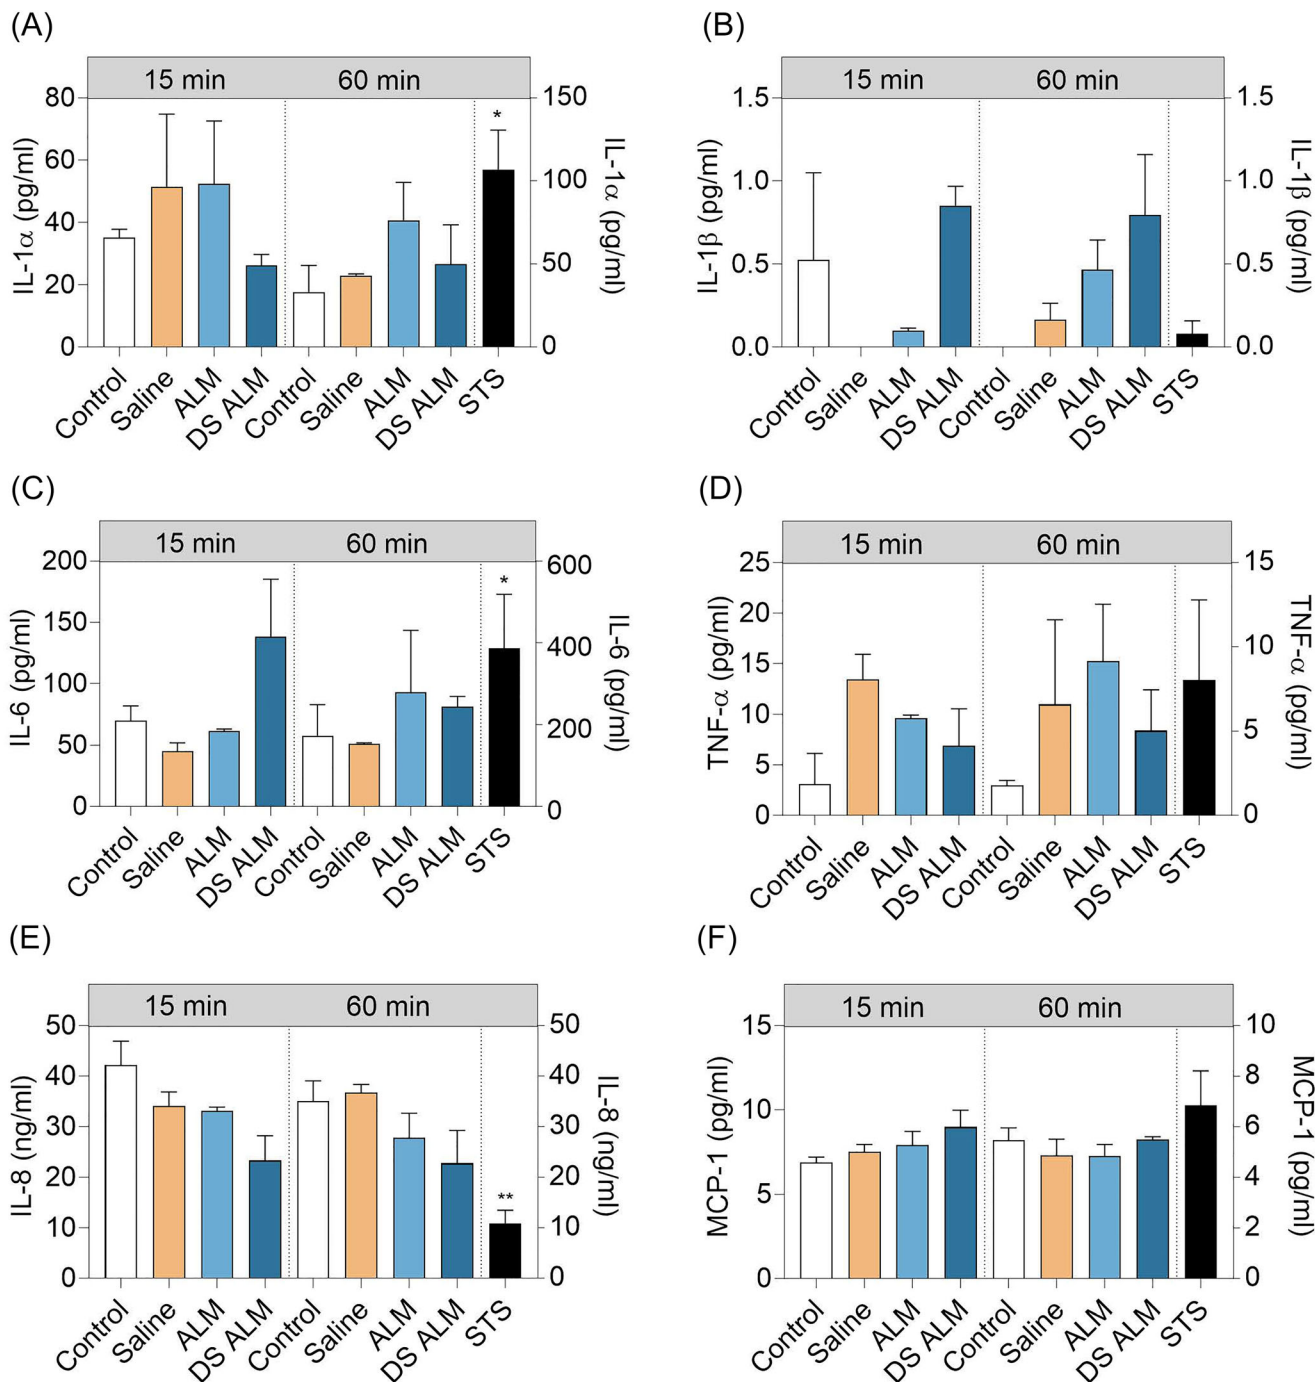 (A)
15 min 60 min
IL-1α (pg/ml)
80
60
40
20
0
150
100
50
0
IL-1α (pg/ml)
*
Control Saline ALM DS ALM Control Saline ALM DS ALM STS
(B)
15 min 60 min
IL-1β (pg/ml)
1.5
1.0
0.5
0.0
1.5
1.0
0.5
0.0
IL-1β (pg/ml)
Control Saline ALM DS ALM Control Saline ALM DS ALM STS
(C)
15 min 60 min
IL-6 (pg/ml)
200
150
100
50
0
600
400
200
0
IL-6 (pg/ml)
*
Control Saline ALM DS ALM Control Saline ALM DS ALM STS
(D)
15 min 60 min
TNF-α (pg/ml)
25
20
15
10
5
0
15
10
5
0
TNF-α (pg/ml)
Control Saline ALM DS ALM Control Saline ALM DS ALM STS
(E)
15 min 60 min
IL-8 (ng/ml)
50
40
30
20
10
0
50
40
30
20
10
0
IL-8 (ng/ml)
**
Control Saline ALM DS ALM Control Saline ALM DS ALM STS
(F)
15 min 60 min
MCP-1 (pg/ml)
15
10
5
0
10
8
6
4
2
0
MCP-1 (pg/ml)
Control Saline ALM DS ALM Control Saline ALM DS ALM STS